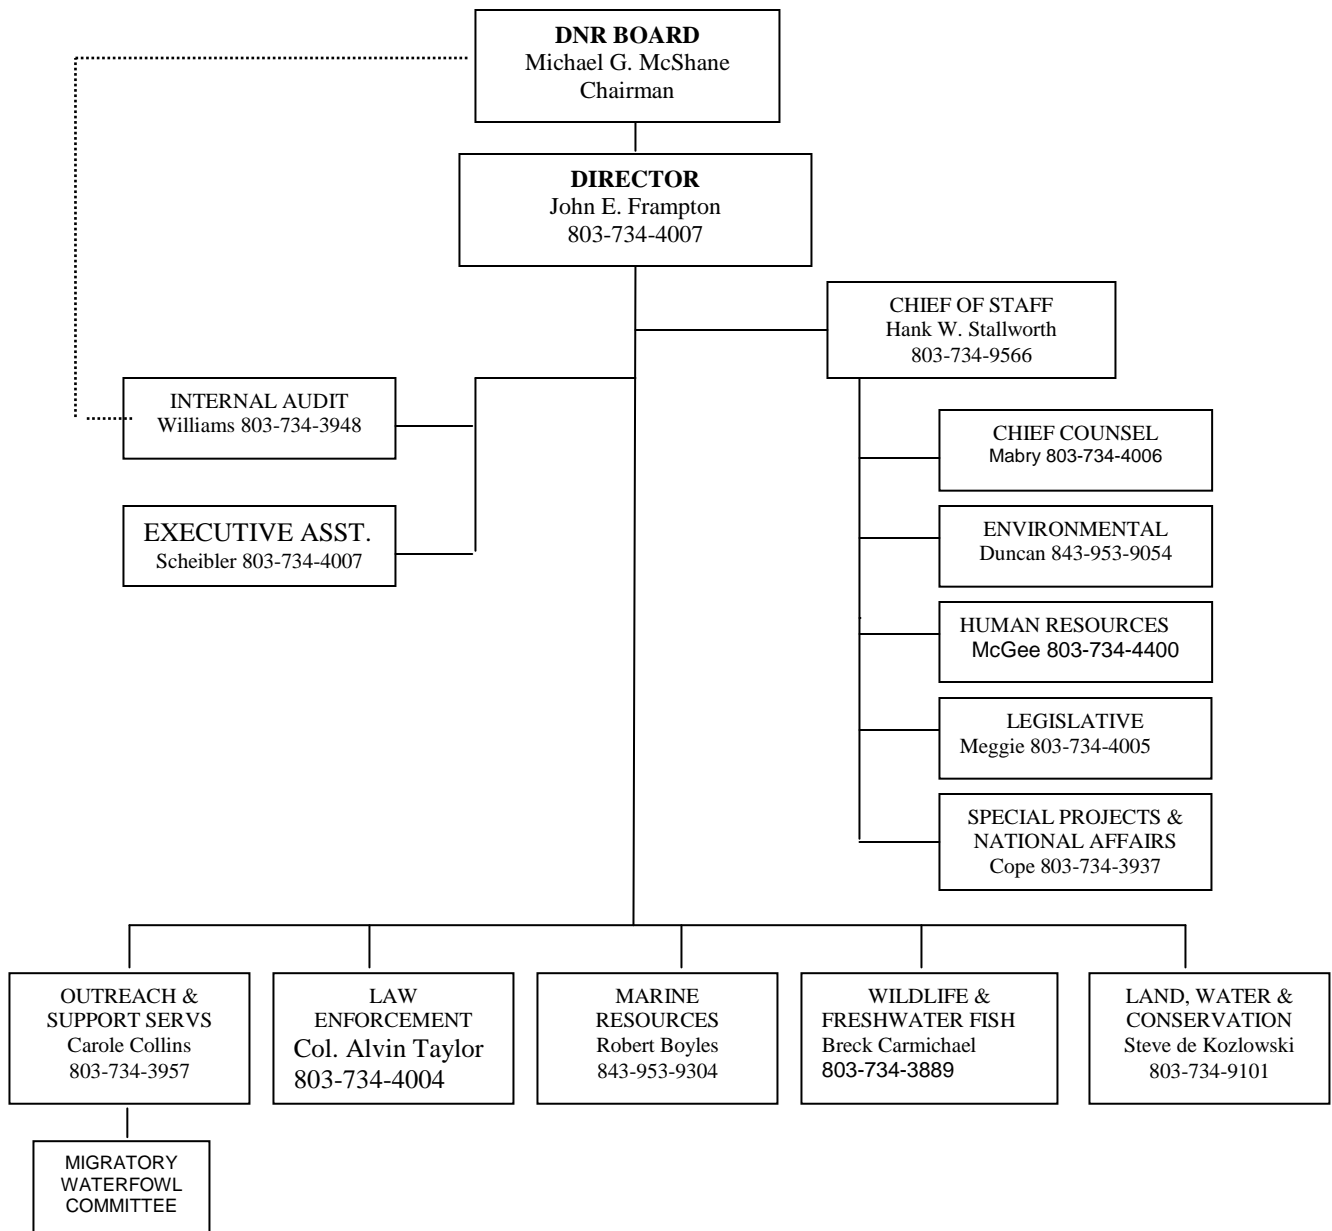 DNR BOARD
Michael G. McShane
Chairman
DIRECTOR
John E. Frampton
803-734-4007
CHIEF OF STAFF
Hank W. Stallworth
803-734-9566
INTERNAL AUDIT
Williams 803-734-3948
EXECUTIVE ASST.
Scheibler 803-734-4007
CHIEF COUNSEL
Mabry 803-734-4006
ENVIRONMENTAL
Duncan 843-953-9054
HUMAN RESOURCES
McGee 803-734-4400
LEGISLATIVE
Meggie 803-734-4005
SPECIAL PROJECTS &
NATIONAL AFFAIRS
Cope 803-734-3937
OUTREACH &
SUPPORT SERVS
Carole Collins
803-734-3957
LAW
ENFORCEMENT
Col. Alvin Taylor
803-734-4004
MARINE
RESOURCES
Robert Boyles
843-953-9304
WILDLIFE &
FRESHWATER FISH
Breck Carmichael
803-734-3889
LAND, WATER &
CONSERVATION
Steve de Kozlowski
803-734-9101
MIGRATORY
WATERFOWL
COMMITTEE